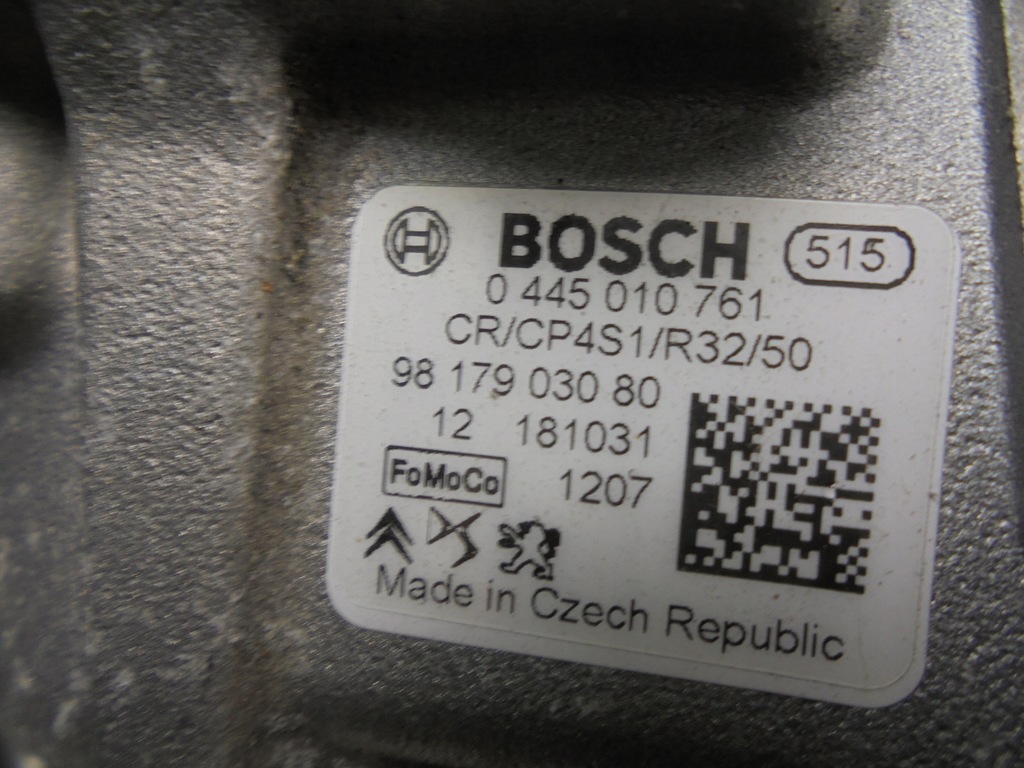 BOSCH 515
0 445 010 761
CR/CP4S1/R32/50
98 179 030 80
12 181031
FoMoCo 1207
Made in Czech Republic